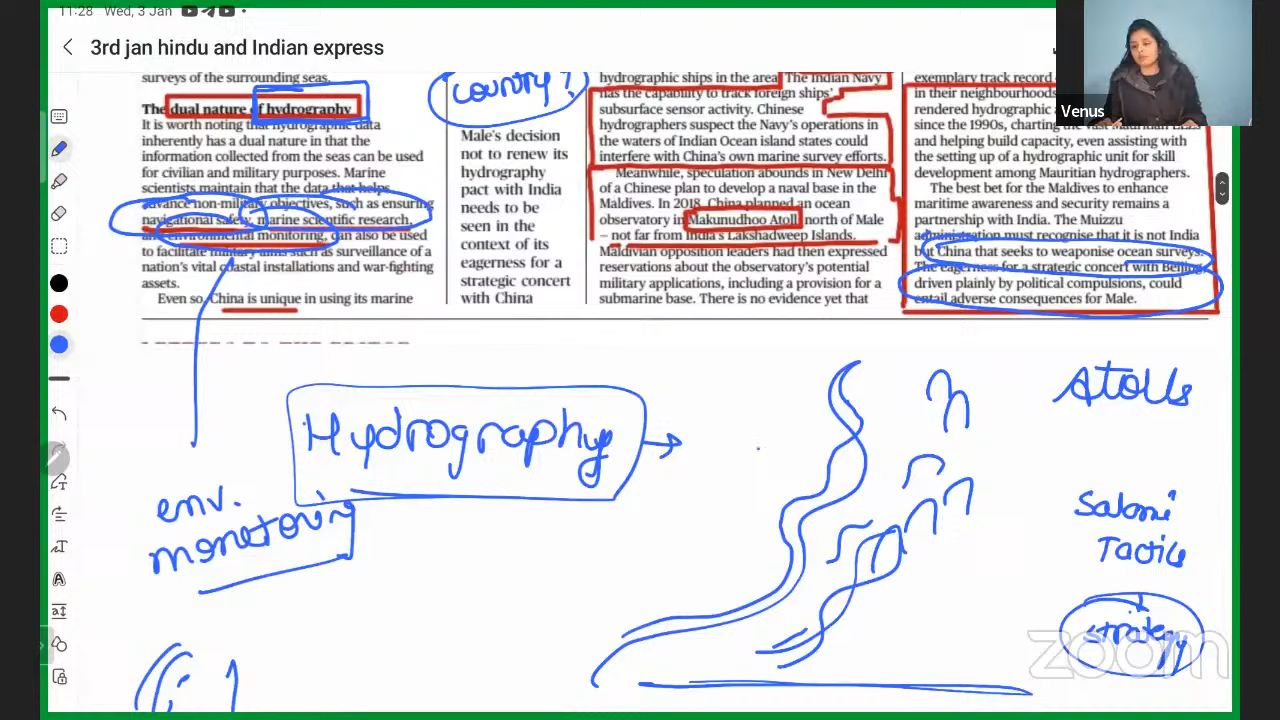 11:28 Wed, 3 Jan
3rd jan hindu and Indian express
Venus
surveys of the surrounding seas.
The dual nature of hydrography
It is worth noting that hydrographic data
inherently has a dual nature in that the
information collected from the seas can be used
for civilian and military purposes. Marine
scientists maintain that the data that helps
advance non-military objectives, such as ensuring
navigational safety, marine scientific research,
and environmental monitoring, can also be used
to facilitate military aims such as surveillance of a
nation's vital coastal installations and war-fighting
assets.
Even so, China is unique in using its marine
country?
Male's decision
not to renew its
hydrography
pact with India
needs to be
seen in the
context of its
eagerness for a
strategic concert
with China
hydrographic ships in the area. The Indian Navy
has the capability to track foreign ships'
subsurface sensor activity. Chinese
hydrographers suspect the Navy's operations in
the waters of Indian Ocean island states could
interfere with China's own marine survey efforts.
Meanwhile, speculation abounds in New Delhi
of a Chinese plan to develop a naval base in the
Maldives. In 2018, China planned an ocean
observatory in Makunudhoo Atoll, north of Male
– not far from India's Lakshadweep Islands.
Maldivian opposition leaders had then expressed
reservations about the observatory's potential
military applications, including a provision for a
submarine base. There is no evidence yet that
exemplary track record
in their neighbourhoods
rendered hydrographic
since the 1990s, charting the vast Mauritian EEZs
and helping build capacity, even assisting with
the setting up of a hydrographic unit for skill
development among Mauritian hydrographers.
The best bet for the Maldives to enhance
maritime awareness and security remains a
partnership with India. The Muizzu
administration must recognise that it is not India
but China that seeks to weaponise ocean surveys.
The eagerness for a strategic concert with Beijing,
driven plainly by political compulsions, could
entail adverse consequences for Male.
Hydrography
env.
monitoring
Atolls
Salami
Tactics
strategy
zoom